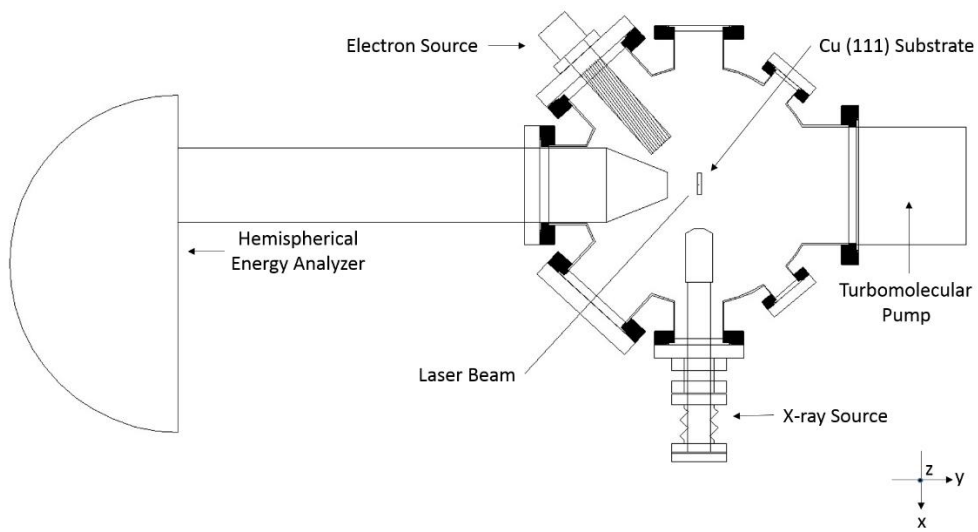 Electron Source
Cu (111) Substrate
Hemispherical
Energy Analyzer
Turbomolecular
Pump
Laser Beam
X-ray Source
z
y
x